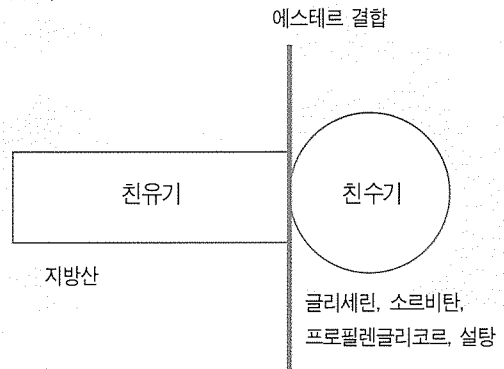 에스테르 결합
친유기
친수기
지방산
글리세린, 소르비탄,
프로필렌글리코르, 설탕